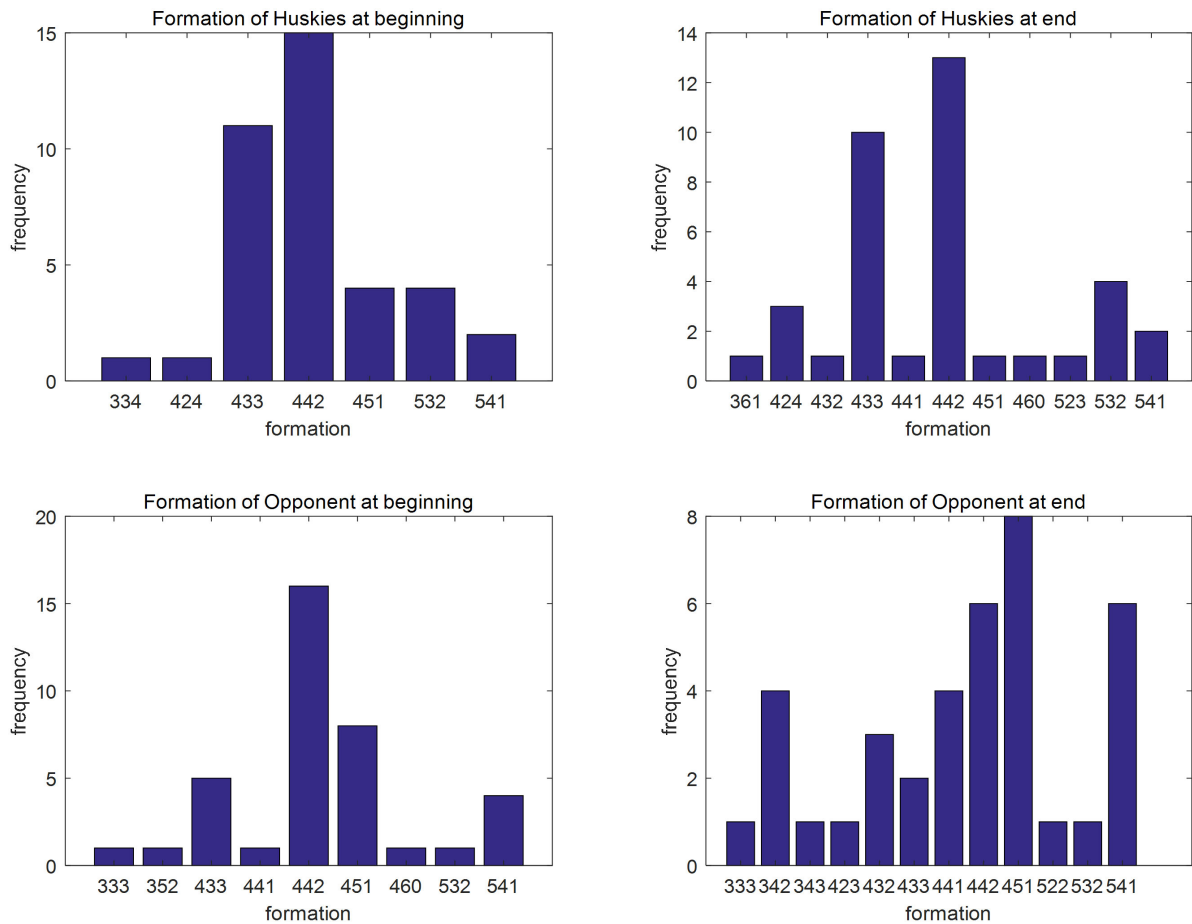 Formation of Huskies at beginning
15
10
5
0
frequency
334 424 433 442 451 532 541
formation
Formation of Huskies at end
14
12
10
8
6
4
2
0
frequency
361 424 432 433 441 442 451 460 523 532 541
formation
Formation of Opponent at beginning
20
15
10
5
0
frequency
333 352 433 441 442 451 460 532 541
formation
Formation of Opponent at end
8
6
4
2
0
frequency
333 342 343 423 432 433 441 442 451 522 532 541
formation